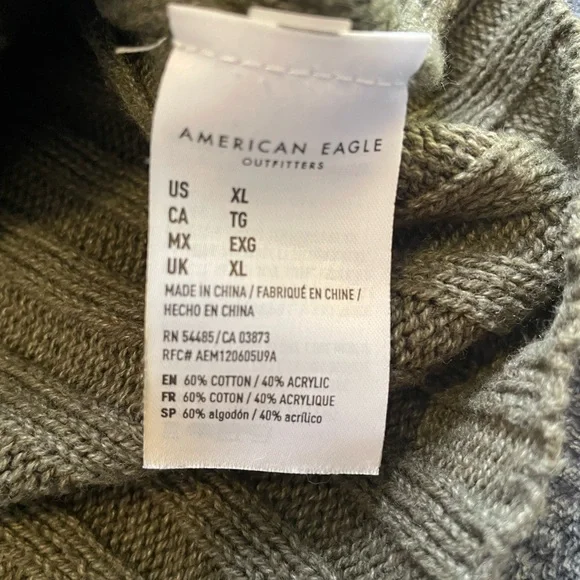 AMERICAN EAGLE
OUTFITTERS
US XL
CA TG
MX EXG
UK XL
MADE IN CHINA / FABRIQUÉ EN CHINE /
HECHO EN CHINA
RN 54485/CA 03873
RFC# AEM120605U9A
EN 60% COTTON / 40% ACRYLIC
FR 60% COTON / 40% ACRYLIQUE
SP 60% algodón / 40% acrílico